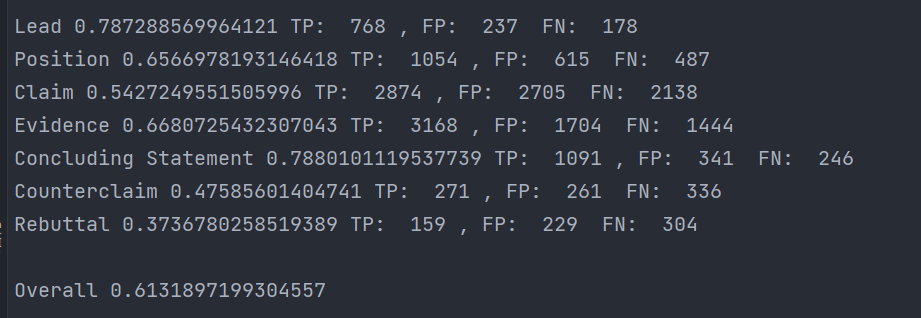 Lead 0.787288569964121 TP:  768 , FP:  237  FN:  178
Position 0.6566978193146418 TP:  1054 , FP:  615  FN:  487
Claim 0.5427249551505996 TP:  2874 , FP:  2705  FN:  2138
Evidence 0.6680725432307043 TP:  3168 , FP:  1704  FN:  1444
Concluding Statement 0.7880101119537739 TP:  1091 , FP:  341  FN:  246
Counterclaim 0.47585601404741 TP:  271 , FP:  261  FN:  336
Rebuttal 0.3736780258519389 TP:  159 , FP:  229  FN:  304
Overall 0.6131897199304557